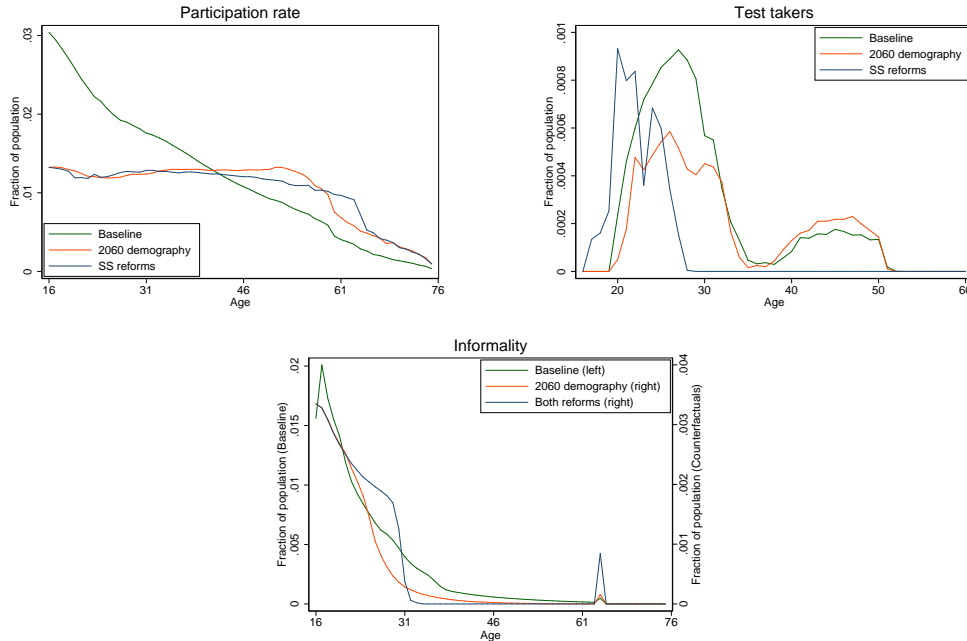 Participation rate
Fraction of population
.03
.02
.01
0
Baseline
2060 demography
SS reforms
16
31
46
61
76
Age
Test takers
Fraction of population
.001
.0008
.0006
.0004
.0002
0
Baseline
2060 demography
SS reforms
20
30
40
50
60
Age
Informality
Fraction of population (Baseline)
.02
.015
.01
.005
0
Baseline (left)
2060 demography (right)
Both reforms (right)
.004
.003
.002
.001
0
Fraction of population (Counterfactuals)
16
31
46
61
76
Age